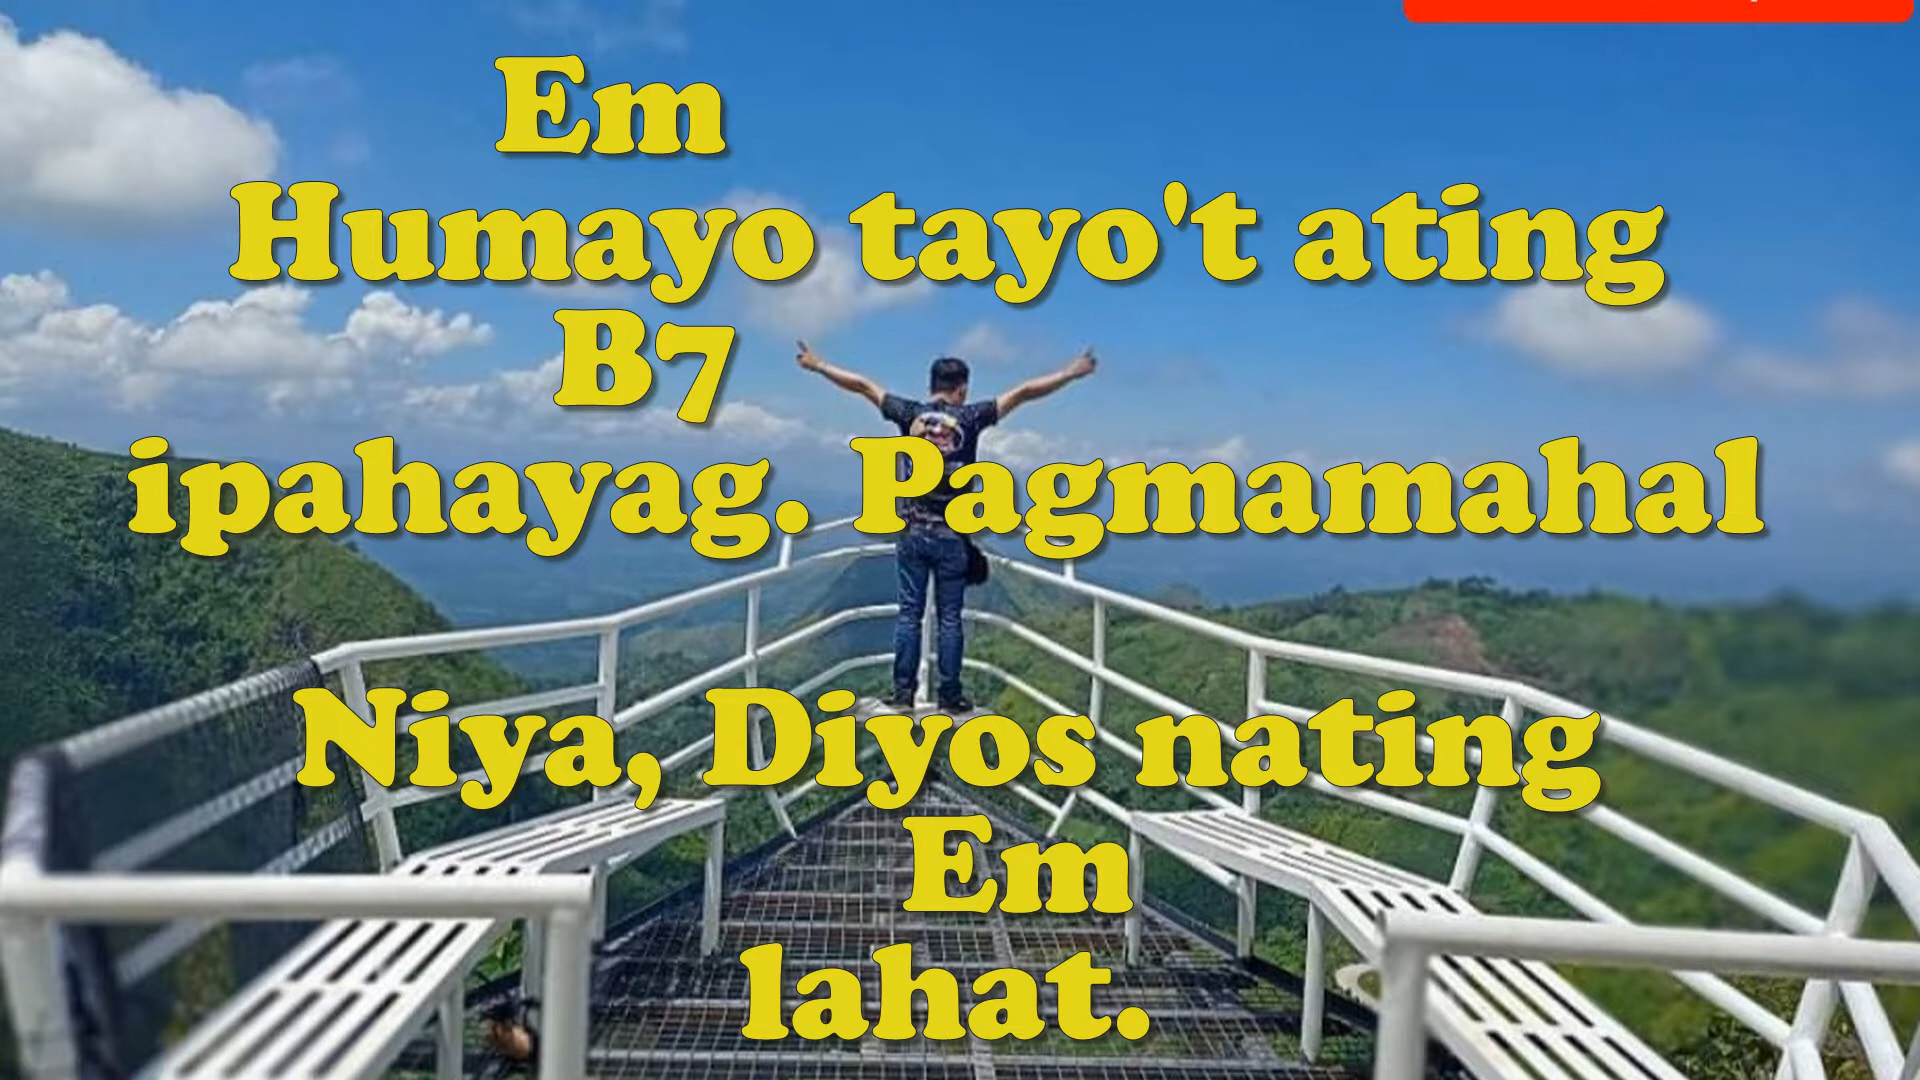 Em
Humayo tayo't ating
B7
ipahayag. Pagmamahal
Niya, Diyos nating
Em
lahat.